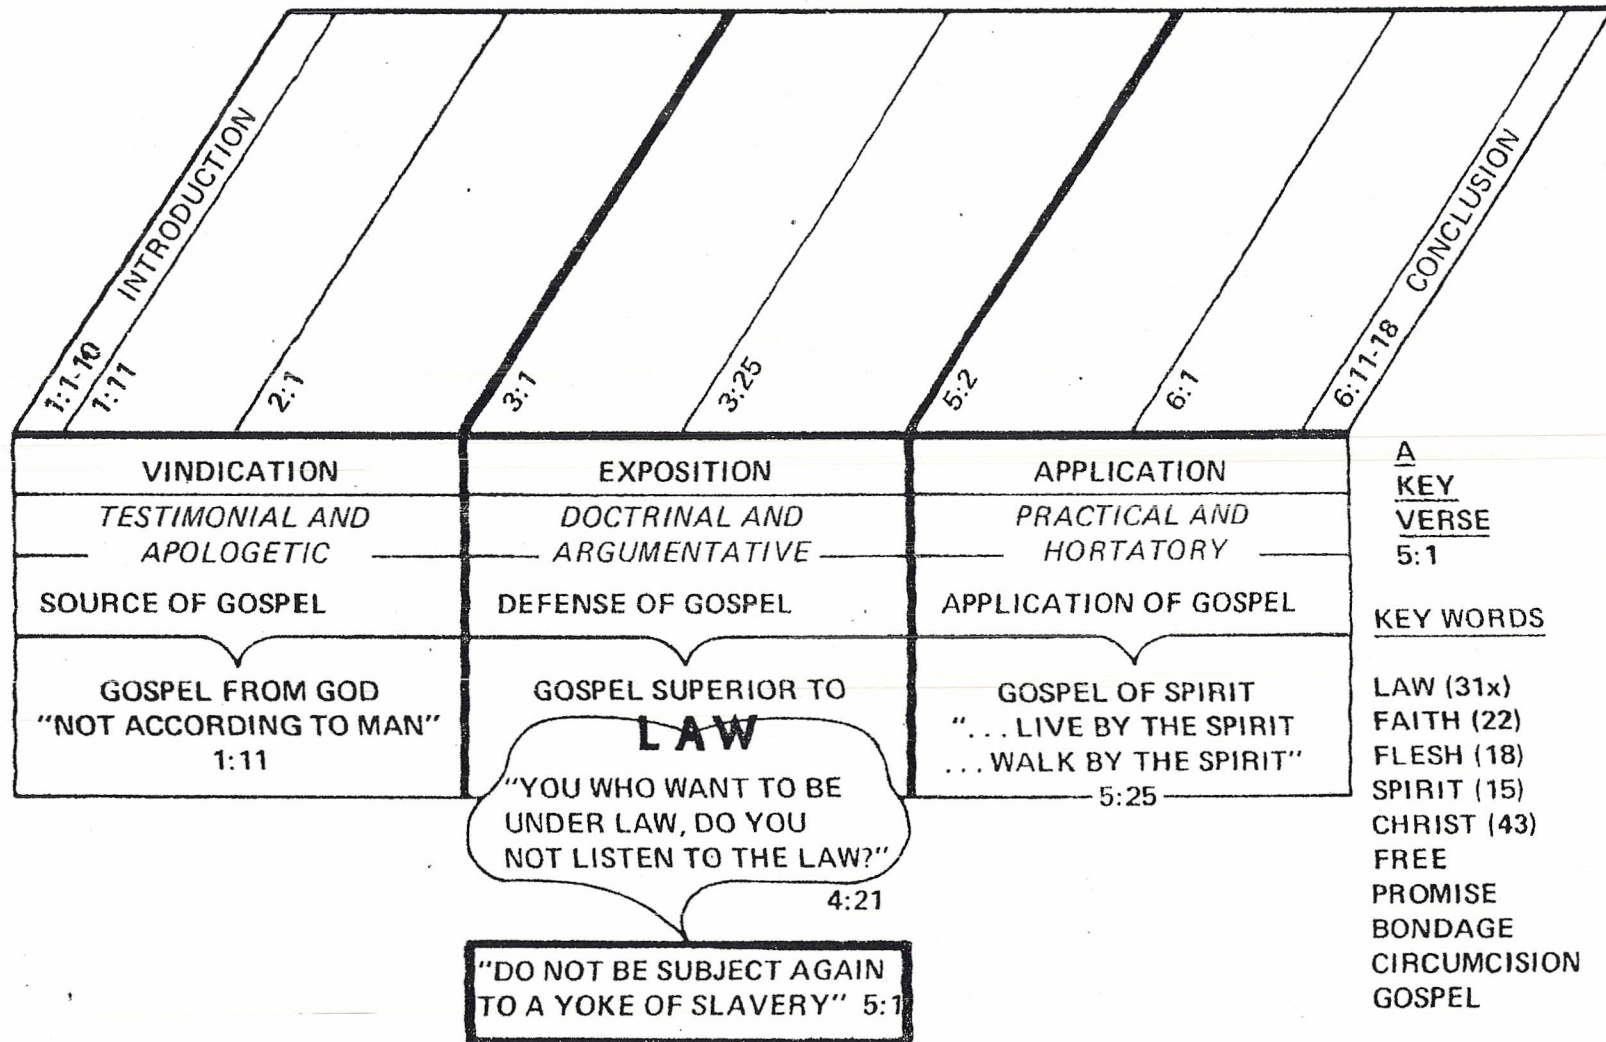 1:1-10 INTRODUCTION
1:11
2:1
3:1
3:25
5:2
6:1
6:11-18 CONCLUSION
VINDICATION
TESTIMONIAL AND
APOLOGETIC
SOURCE OF GOSPEL
GOSPEL FROM GOD
"NOT ACCORDING TO MAN"
1:11
EXPOSITION
DOCTRINAL AND
ARGUMENTATIVE
DEFENSE OF GOSPEL
GOSPEL SUPERIOR TO
LAW
"YOU WHO WANT TO BE
UNDER LAW, DO YOU
NOT LISTEN TO THE LAW?"
4:21
"DO NOT BE SUBJECT AGAIN
TO A YOKE OF SLAVERY" 5:1
APPLICATION
PRACTICAL AND
HORTATORY
APPLICATION OF GOSPEL
GOSPEL OF SPIRIT
"...LIVE BY THE SPIRIT
...WALK BY THE SPIRIT"
5:25
A
KEY
VERSE
5:1
KEY WORDS
LAW (31x)
FAITH (22)
FLESH (18)
SPIRIT (15)
CHRIST (43)
FREE
PROMISE
BONDAGE
CIRCUMCISION
GOSPEL